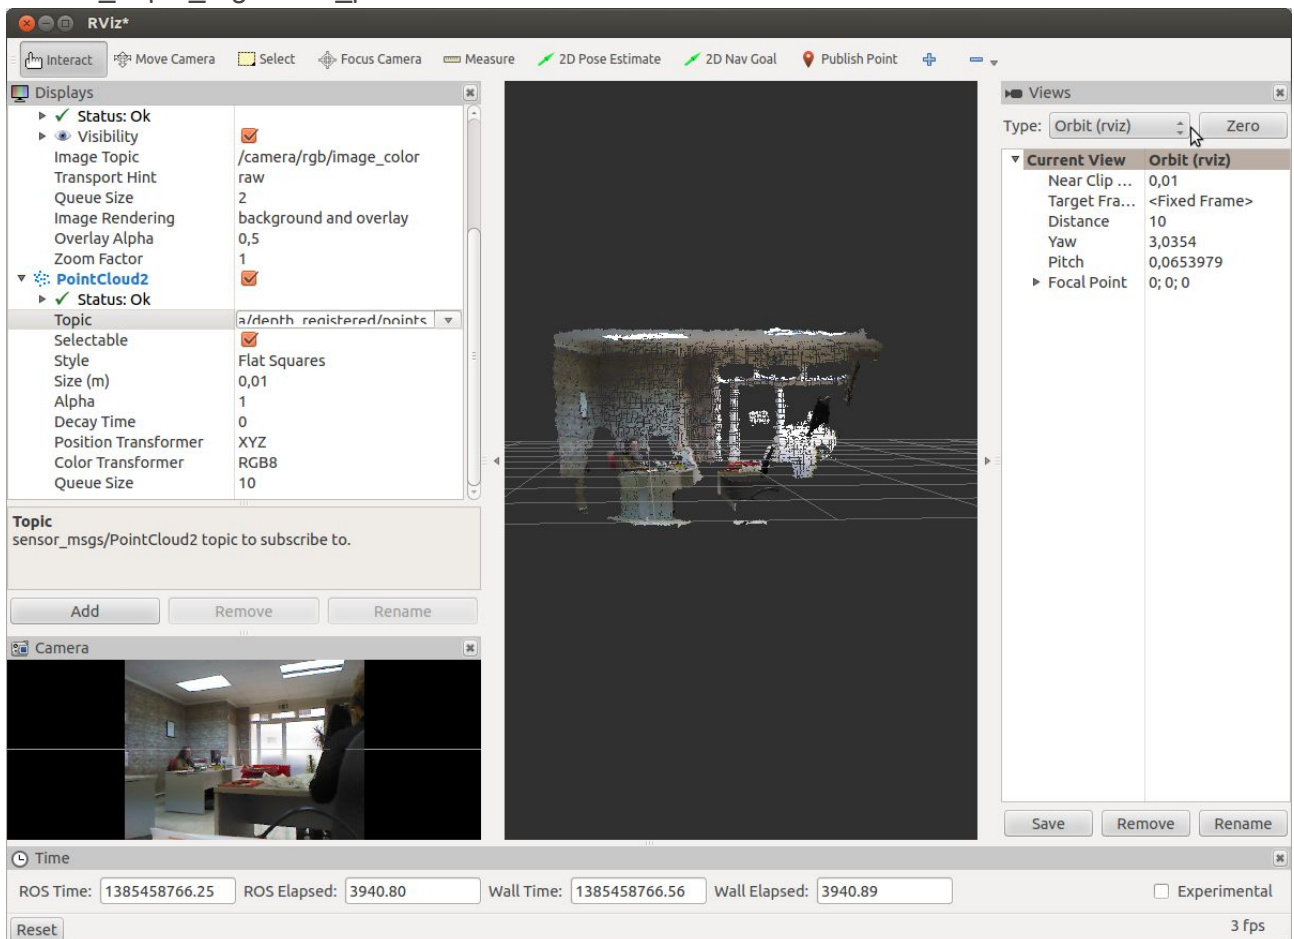 RViz*
Interact Move Camera Select Focus Camera Measure 2D Pose Estimate 2D Nav Goal Publish Point
Displays
Status: Ok
Visibility
Image Topic /camera/rgb/image_color
Transport Hint raw
Queue Size 2
Image Rendering background and overlay
Overlay Alpha 0,5
Zoom Factor 1
PointCloud2
Status: Ok
Topic a/depth_registered/points
Selectable
Style Flat Squares
Size (m) 0,01
Alpha 1
Decay Time 0
Position Transformer XYZ
Color Transformer RGB8
Queue Size 10
Topic
sensor_msgs/PointCloud2 topic to subscribe to.
Add Remove Rename
Camera
Views
Type: Orbit (rviz) Zero
Current View Orbit (rviz)
Near Clip ... 0,01
Target Fra... <Fixed Frame>
Distance 10
Yaw 3,0354
Pitch 0,0653979
Focal Point 0; 0; 0
Save Remove Rename
Time
ROS Time: 1385458766.25 ROS Elapsed: 3940.80 Wall Time: 1385458766.56 Wall Elapsed: 3940.89 Experimental
Reset 3 fps